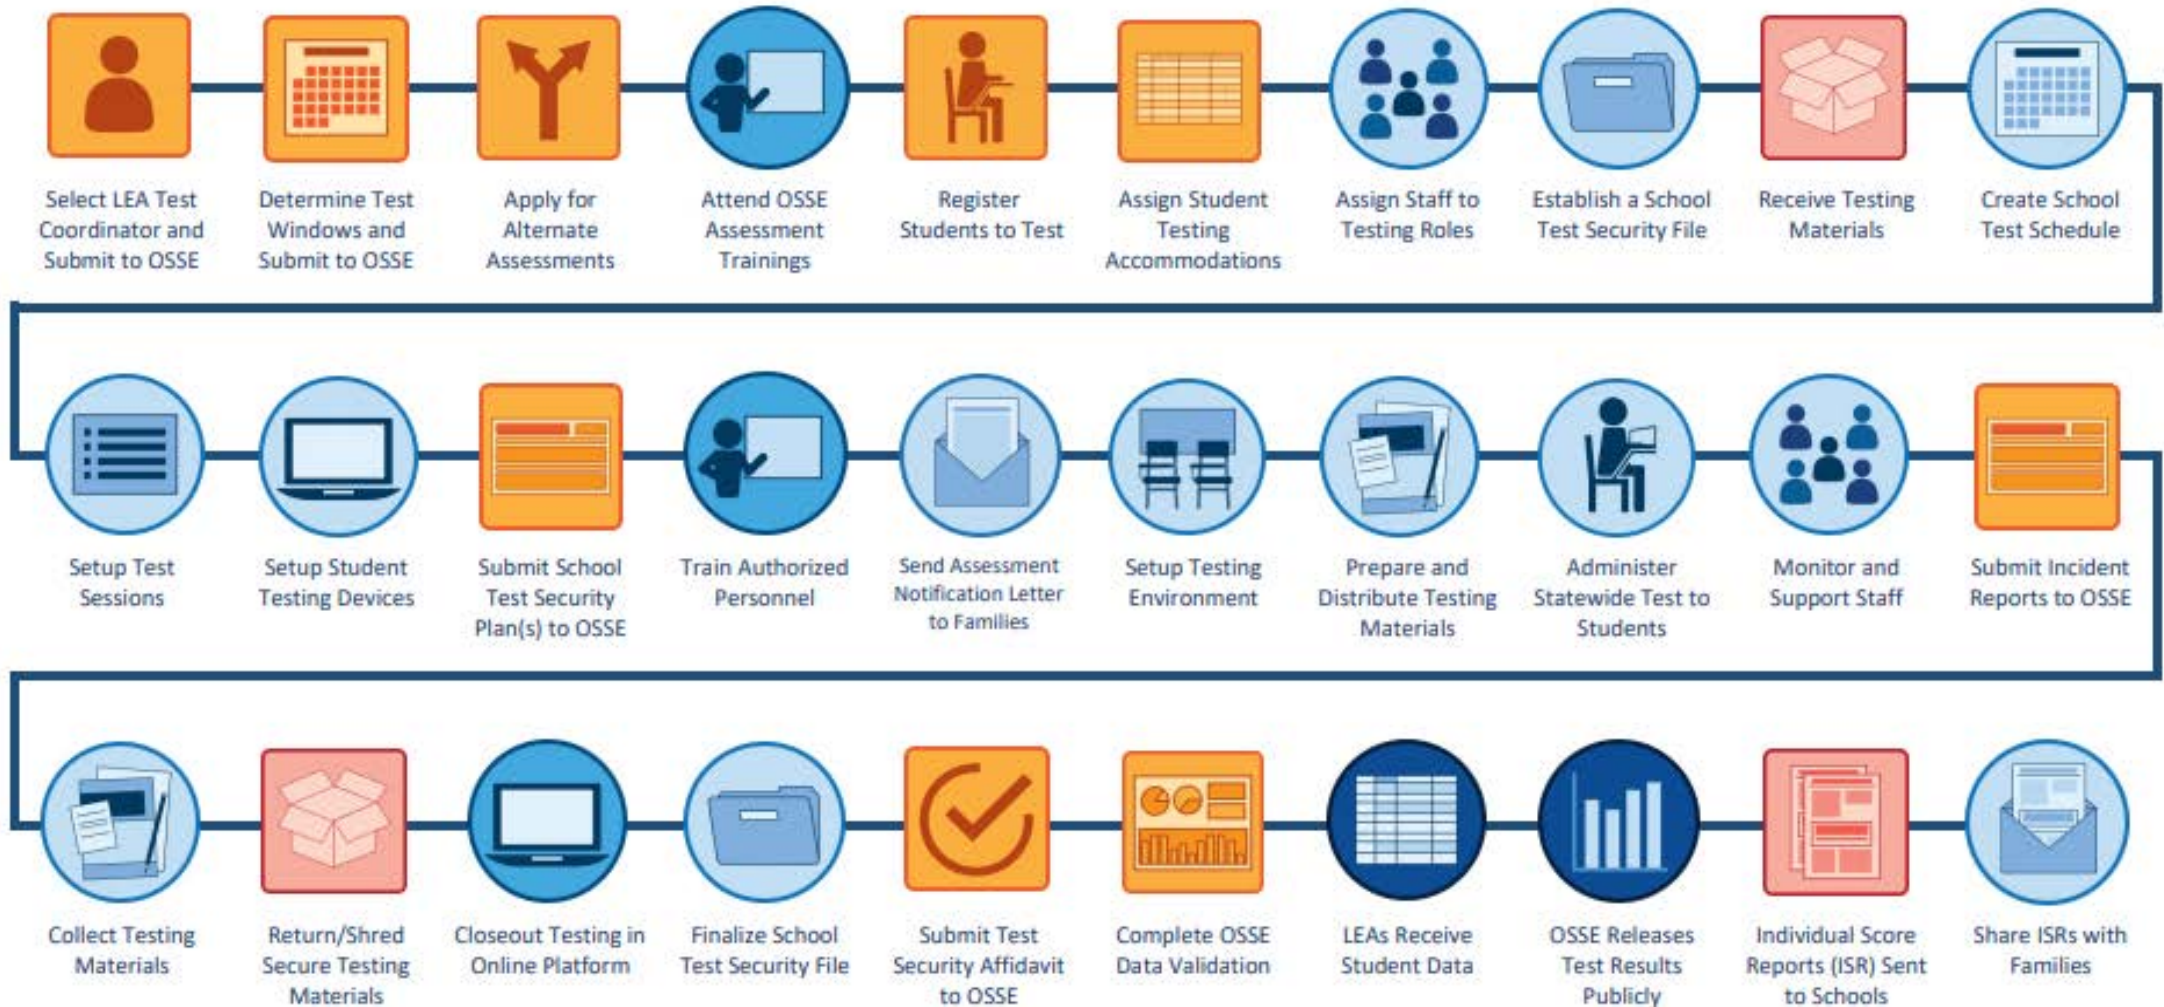 Select LEA Test
Coordinator and
Submit to OSSE
Determine Test
Windows and
Submit to OSSE
Apply for
Alternate
Assessments
Attend OSSE
Assessment
Trainings
Register
Students to Test
Assign Student
Testing
Accommodations
Assign Staff to
Testing Roles
Establish a School
Test Security File
Receive Testing
Materials
Create School
Test Schedule
Setup Test
Sessions
Setup Student
Testing Devices
Submit School
Test Security
Plan(s) to OSSE
Train Authorized
Personnel
Send Assessment
Notification Letter
to Families
Setup Testing
Environment
Prepare and
Distribute Testing
Materials
Administer
Statewide Test to
Students
Monitor and
Support Staff
Submit Incident
Reports to OSSE
Collect Testing
Materials
Return/Shred
Secure Testing
Materials
Closeout Testing in
Online Platform
Finalize School
Test Security File
Submit Test
Security Affidavit
to OSSE
Complete OSSE
Data Validation
LEAs Receive
Student Data
OSSE Releases
Test Results
Publicly
Individual Score
Reports (ISR) Sent
to Schools
Share ISRs with
Families